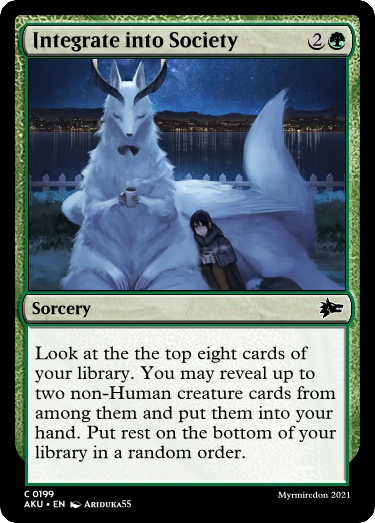 Integrate into Society 2
Sorcery
Look at the the top eight cards of
your library. You may reveal up to
two non-Human creature cards from
among them and put them into your
hand. Put rest on the bottom of your
library in a random order.
C 0199
AKU • EN Ariduka55
Myrmiredon 2021